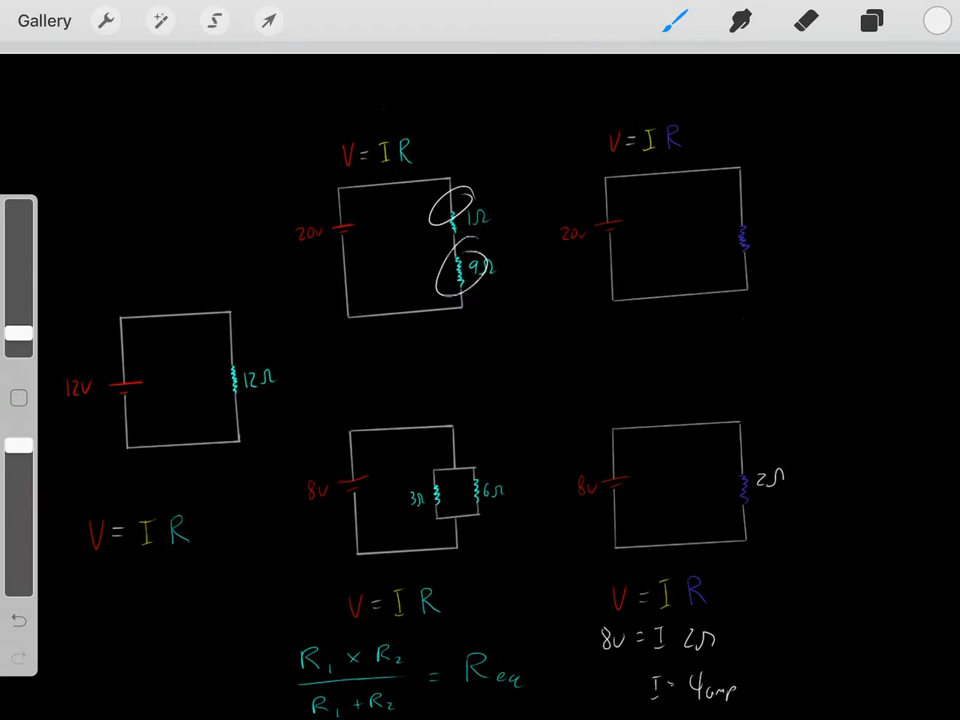 Gallery
V = I R
20v
1Ω
9Ω
V = I R
20v
12v
12Ω
V = I R
8v
3Ω
6Ω
V = I R
R₁ x R₂
R₁ + R₂
= Req
8v
2Ω
V = I R
8v = I 2Ω
I = 4amp